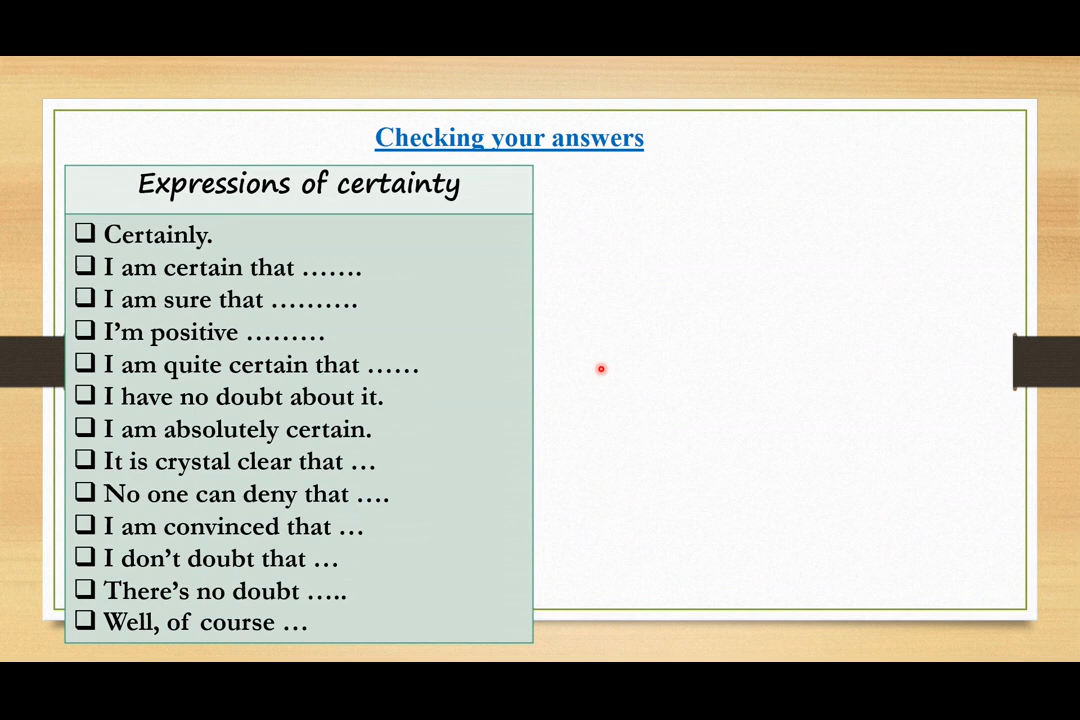 Checking your answers
Expressions of certainty
❑ Certainly.
❑ I am certain that …….
❑ I am sure that ……….
❑ I’m positive ………
❑ I am quite certain that ……
❑ I have no doubt about it.
❑ I am absolutely certain.
❑ It is crystal clear that …
❑ No one can deny that ….
❑ I am convinced that …
❑ I don’t doubt that …
❑ There’s no doubt …..
❑ Well, of course …